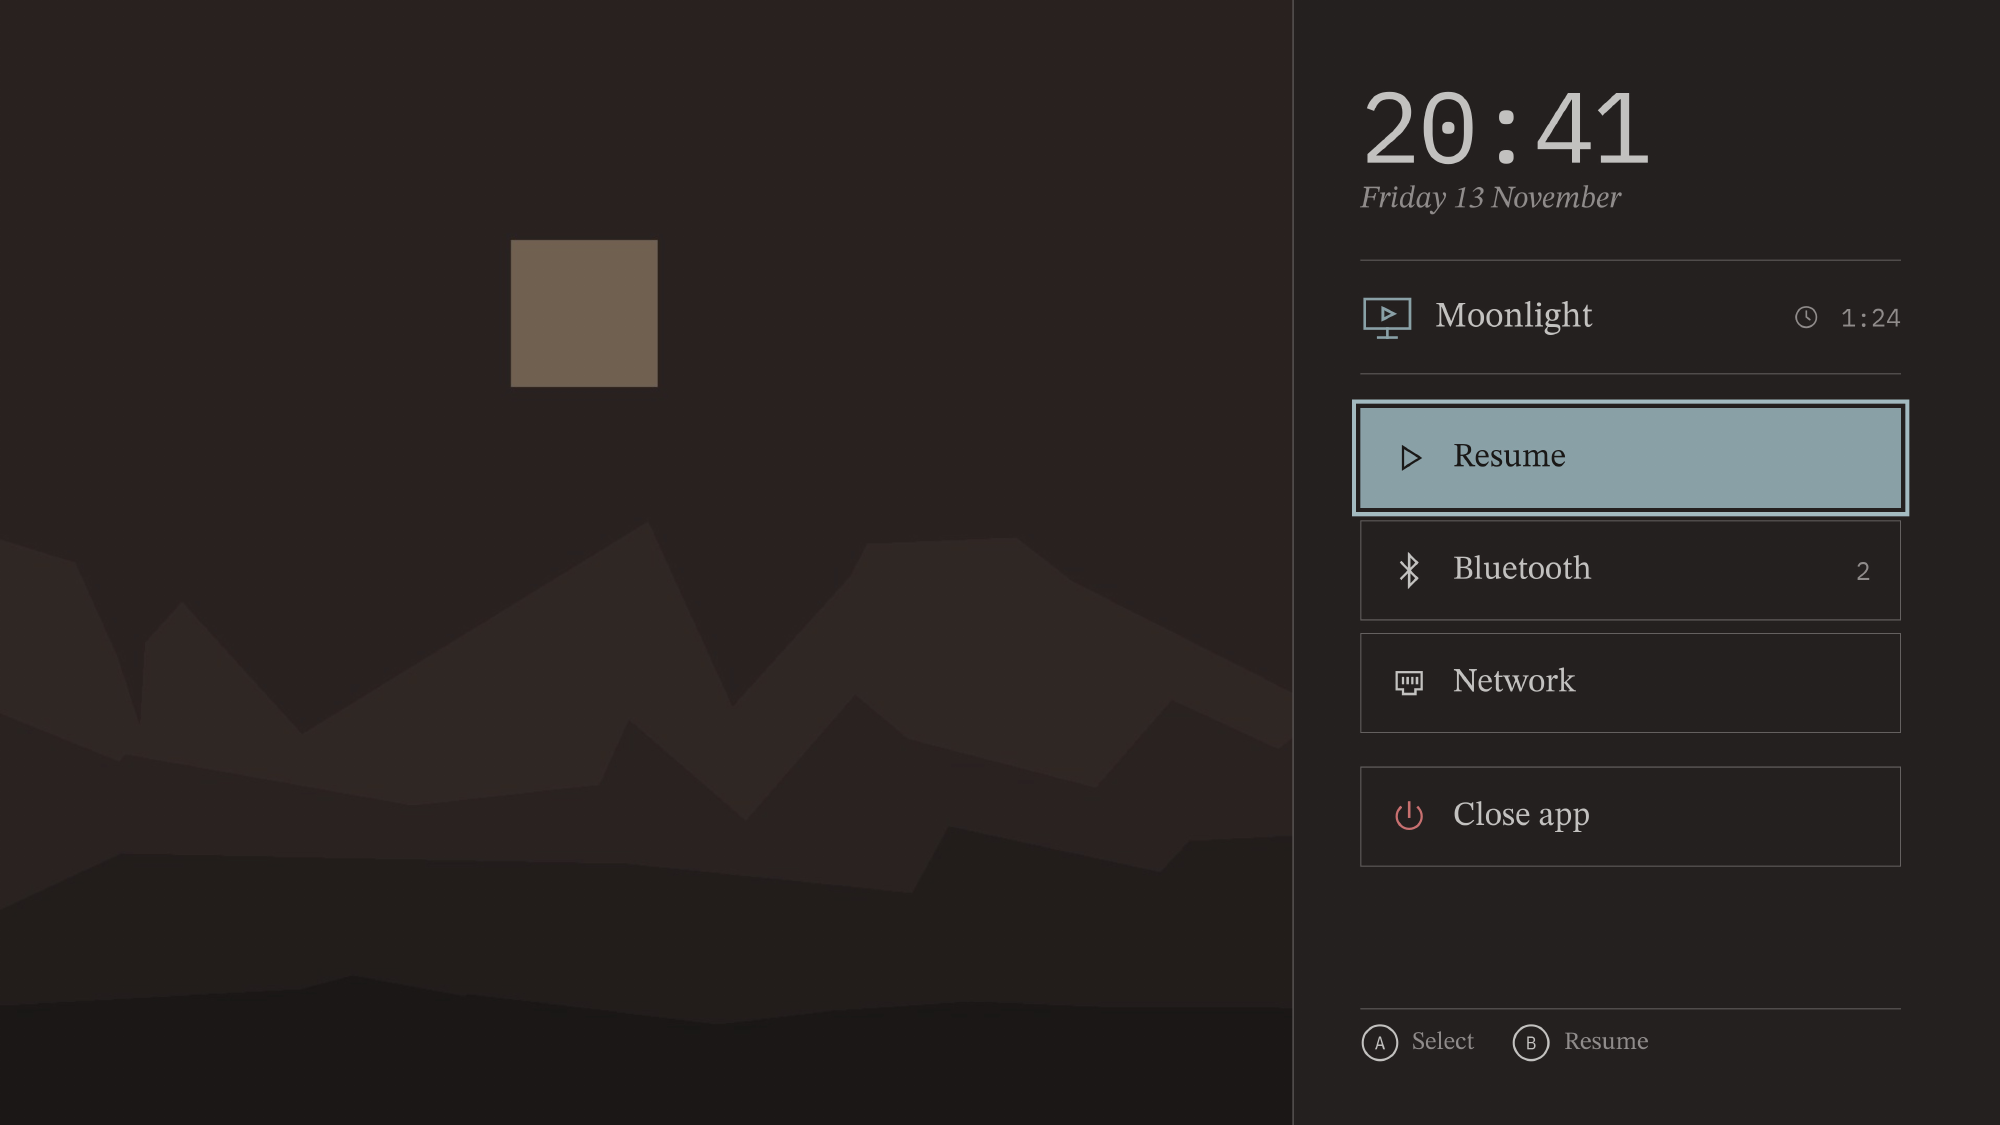 20:41
Friday 13 November
Moonlight 1:24
Resume
Bluetooth 2
Network
Close app
A Select B Resume